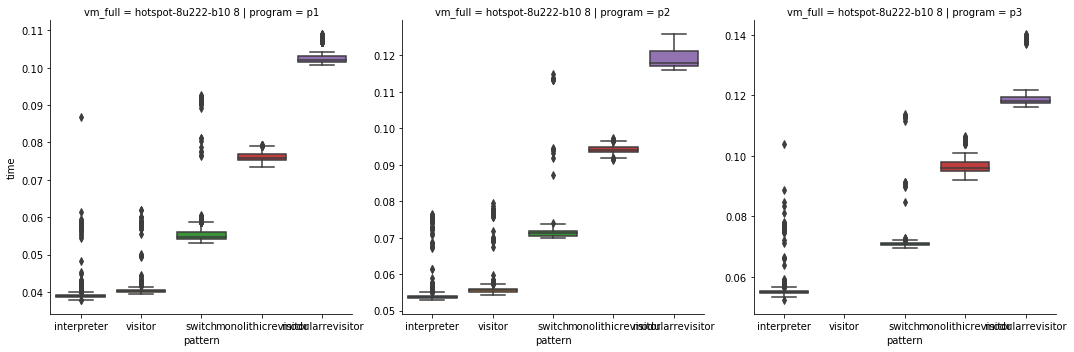 vm_full = hotspot-8u222-b10 8 | program = p1
0.11
0.10
0.09
0.08
0.07
0.06
0.05
0.04
time
interpreter visitor switch monolithicrevisitor modularrevisitor
pattern
vm_full = hotspot-8u222-b10 8 | program = p2
0.12
0.11
0.10
0.09
0.08
0.07
0.06
0.05
interpreter visitor switch monolithicrevisitor modularrevisitor
pattern
vm_full = hotspot-8u222-b10 8 | program = p3
0.14
0.12
0.10
0.08
0.06
interpreter visitor switch monolithicrevisitor modularrevisitor
pattern